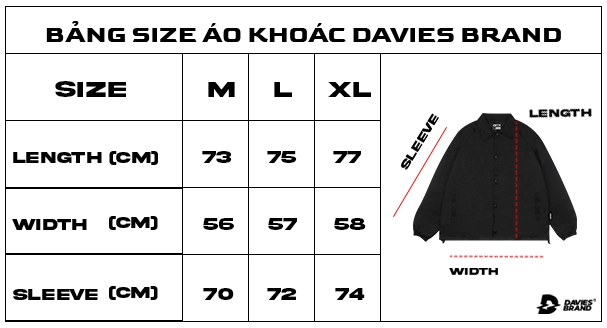 BẢNG SIZE ÁO KHOÁC DAVIES BRAND
SIZE M L XL
LENGTH (CM) 73 75 77
WIDTH (CM) 56 57 58
SLEEVE (CM) 70 72 74
SLEEVE
LENGTH
WIDTH
DAVIES®
BRAND